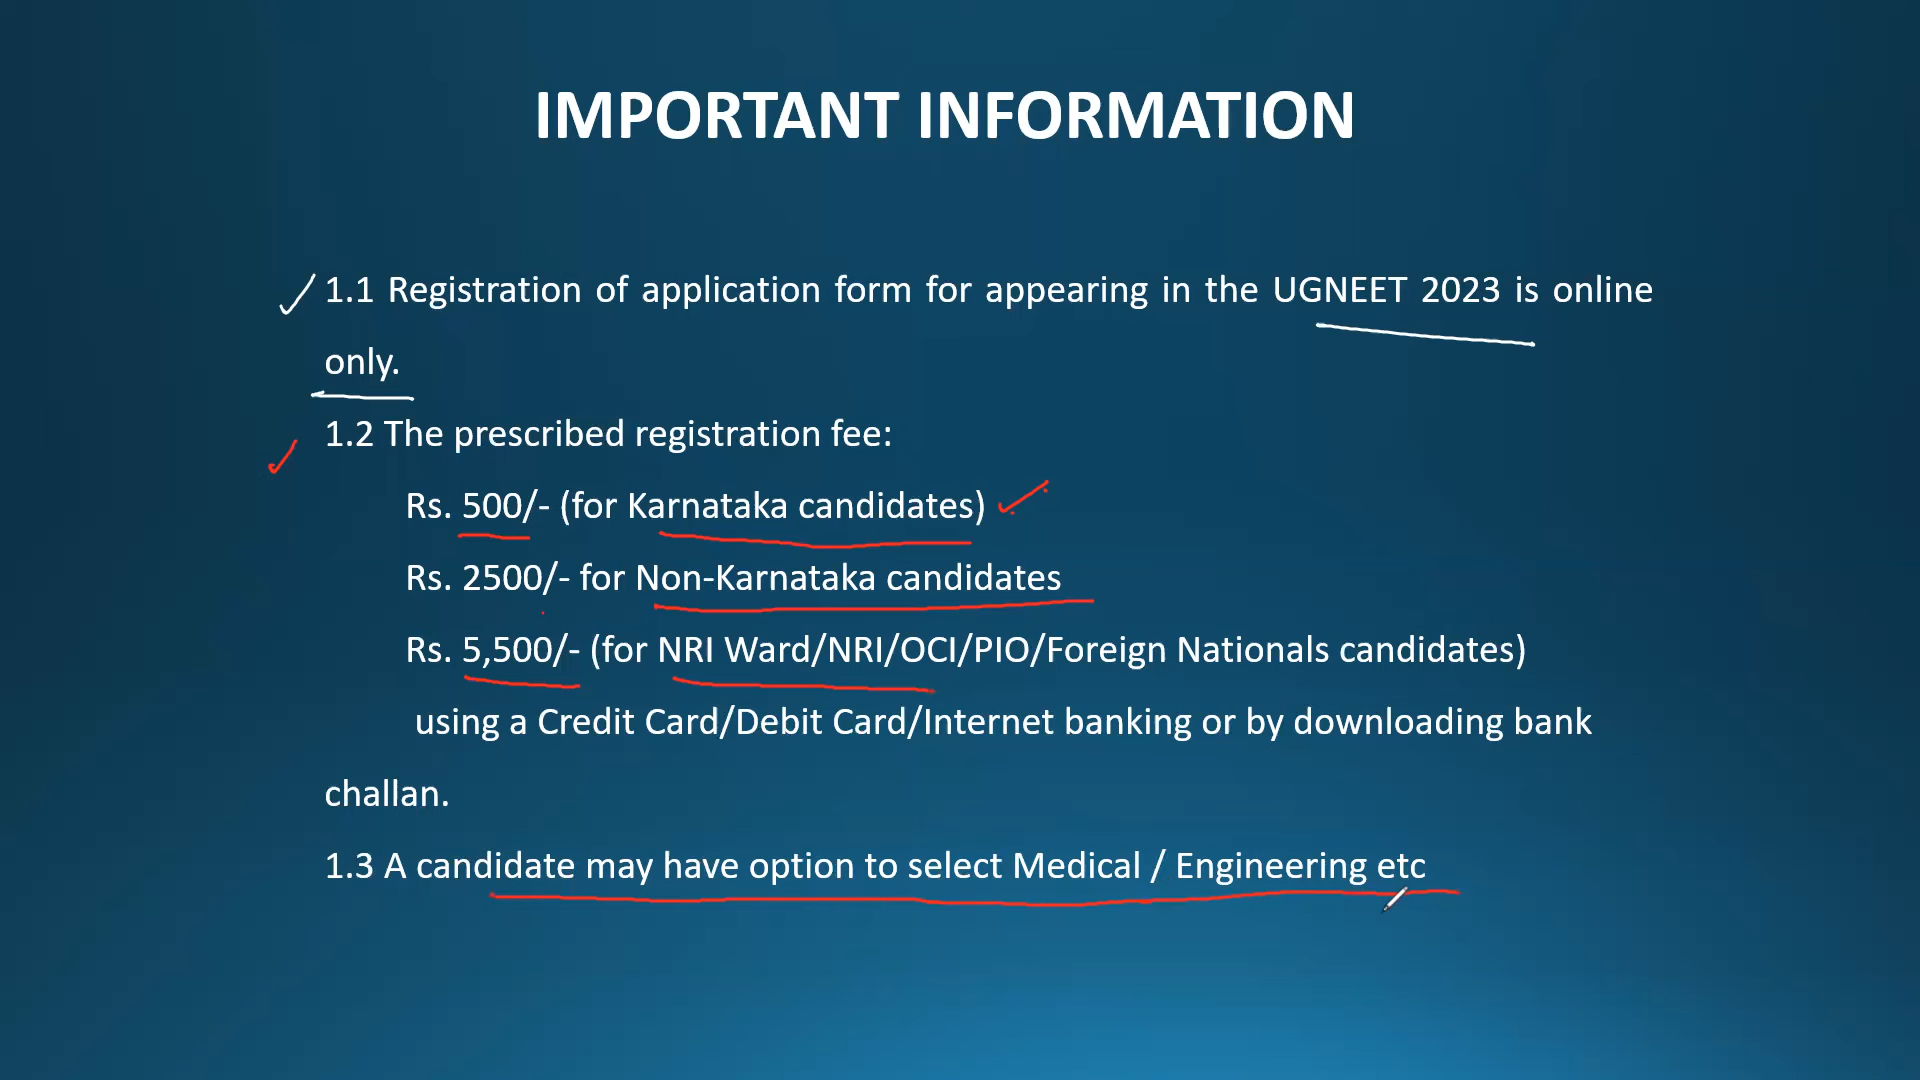 IMPORTANT INFORMATION
1.1 Registration of application form for appearing in the UGNEET 2023 is online
only.
1.2 The prescribed registration fee:
Rs. 500/- (for Karnataka candidates)
Rs. 2500/- for Non-Karnataka candidates
Rs. 5,500/- (for NRI Ward/NRI/OCI/PIO/Foreign Nationals candidates)
using a Credit Card/Debit Card/Internet banking or by downloading bank
challan.
1.3 A candidate may have option to select Medical / Engineering etc